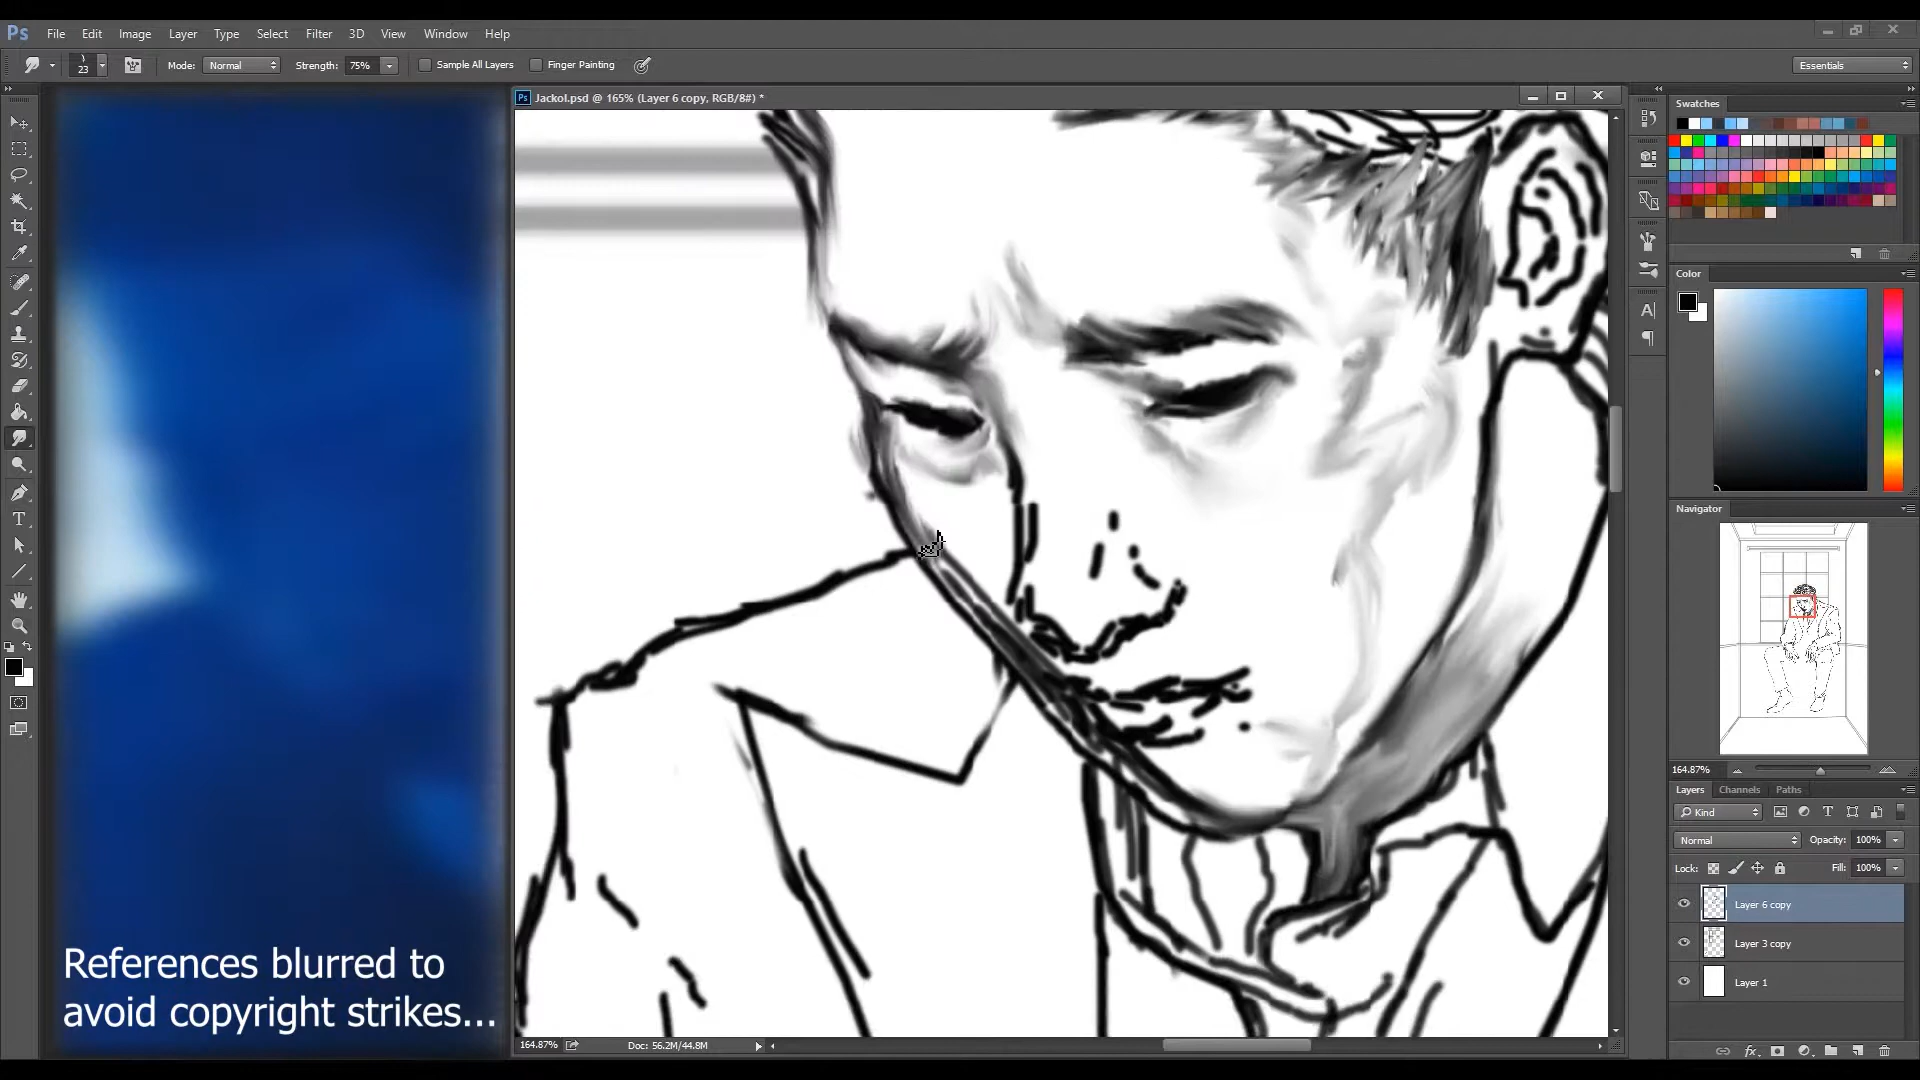 Ps File Edit Image Layer Type Select Filter 3D View Window Help
23 Mode: Normal Strength: 75% Sample All Layers Finger Painting Essentials
Ps Jackol.psd @ 165% (Layer 6 copy, RGB/8#) *
Swatches
Color
Navigator
164.87%
Layers Channels Paths
Kind
Normal Opacity: 100%
Lock: Fill: 100%
Layer 6 copy
Layer 3 copy
Layer 1
fx
References blurred to
avoid copyright strikes...
164.87% Doc: 56.2M/44.8M